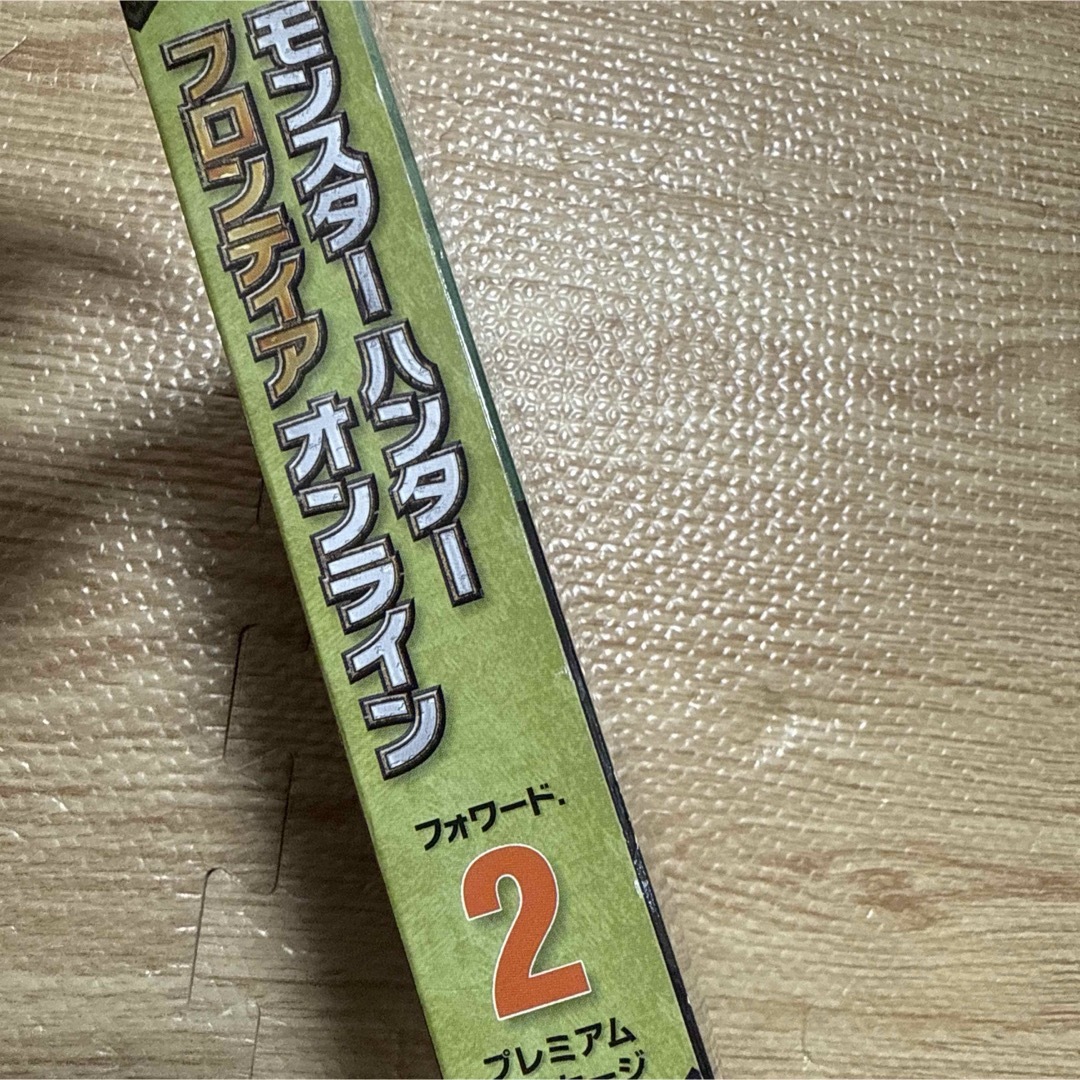 モンスターハンター
フロンティア オンライン
フォワード.
2
プレミアム